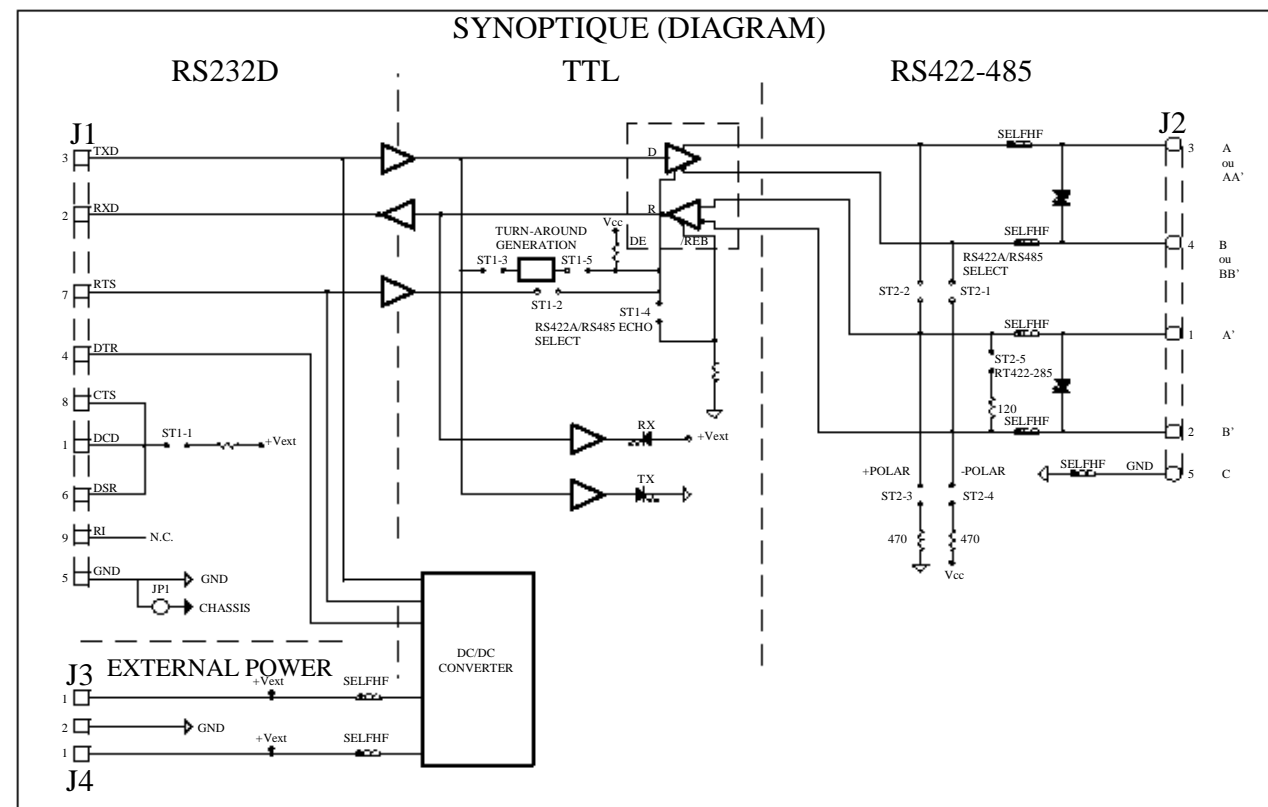 SYNOPTIQUE (DIAGRAM)
RS232D
TTL
RS422-485
J1
3 TXD
2 RXD
7 RTS
4 DTR
8 CTS
1 DCD
6 DSR
9 RI
N.C.
5 GND
GND
JP1
CHASSIS
ST1-1
+Vext
D
R
DE
/REB
Vcc
TURN-AROUND
GENERATION
ST1-3
ST1-5
ST1-2
ST1-4
RS422A/RS485 ECHO
SELECT
RX
+Vext
TX
J2
SELFHF
3
A
ou
AA'
SELFHF
4
B
ou
BB'
RS422A/RS485
SELECT
ST2-2
ST2-1
SELFHF
1
A'
ST2-5
RT422-285
120
SELFHF
2
B'
+POLAR
-POLAR
SELFHF
GND
5
C
ST2-3
ST2-4
470
470
Vcc
DC/DC
CONVERTER
EXTERNAL POWER
J3
1
+Vext
SELFHF
2
GND
1
+Vext
SELFHF
J4